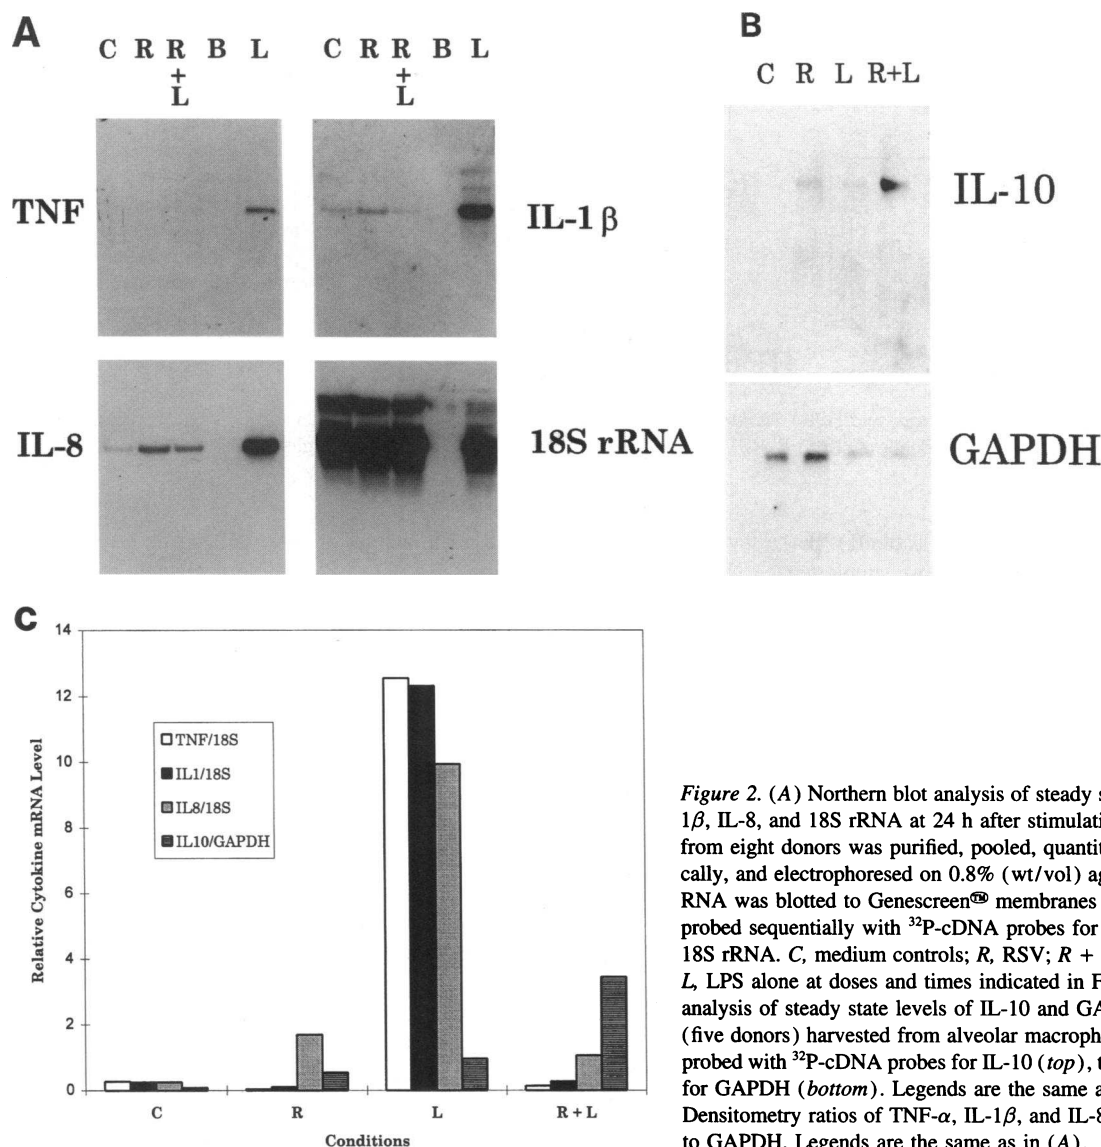 A
C R R B L
+
L
C R R B L
+
L
TNF
IL-1 β
IL-8
18S rRNA
B
C R L R+L
IL-10
GAPDH
C
14
12
10
8
6
4
2
0
Relative Cytokine mRNA Level
TNF/18S
IL1/18S
IL8/18S
IL10/GAPDH
C R L R + L
Conditions
Figure 2. (A) Northern blot analysis of steady s
1β, IL-8, and 18S rRNA at 24 h after stimulati
from eight donors was purified, pooled, quantit
cally, and electrophoresed on 0.8% (wt/vol) ag
RNA was blotted to Genescreen™ membranes
probed sequentially with ³²P-cDNA probes for
18S rRNA. C, medium controls; R, RSV; R +
L, LPS alone at doses and times indicated in F
analysis of steady state levels of IL-10 and GA
(five donors) harvested from alveolar macroph
probed with ³²P-cDNA probes for IL-10 (top), t
for GAPDH (bottom). Legends are the same a
Densitometry ratios of TNF-α, IL-1β, and IL-8
to GAPDH. Legends are the same as in (A).